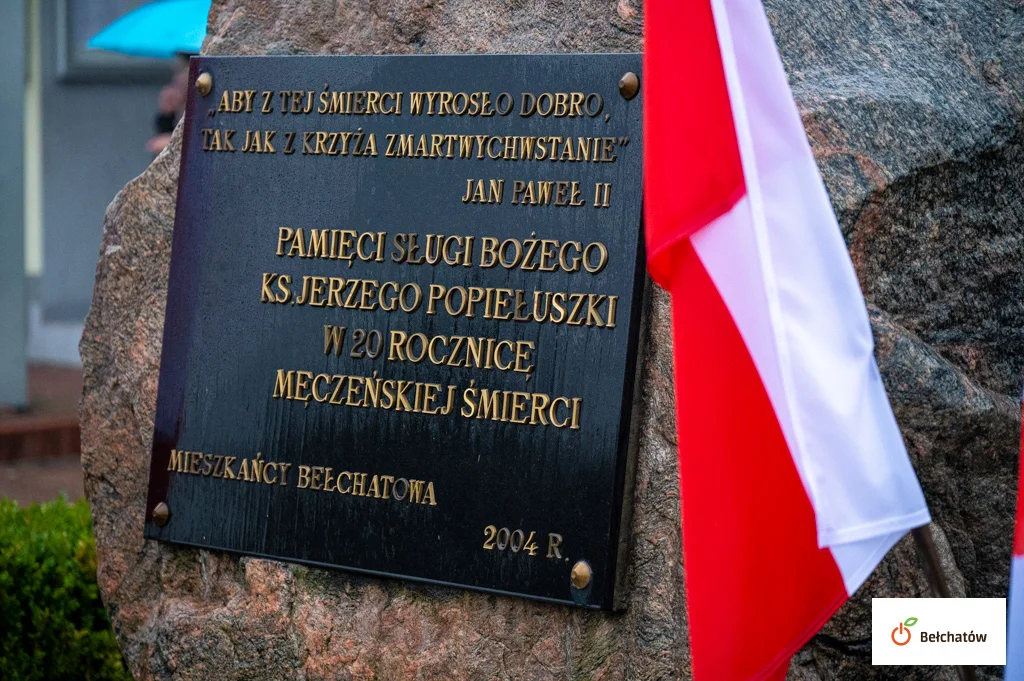 „ABY Z TEJ ŚMIERCI WYROSŁO DOBRO,
TAK JAK Z KRZYŻA ZMARTWYCHWSTANIE”
JAN PAWEŁ II
PAMIĘCI SŁUGI BOŻEGO
KS.JERZEGO POPIEŁUSZKI
W 20 ROCZNICĘ
MĘCZEŃSKIEJ ŚMIERCI
MIESZKAŃCY BEŁCHATOWA
2004 R.
Bełchatów